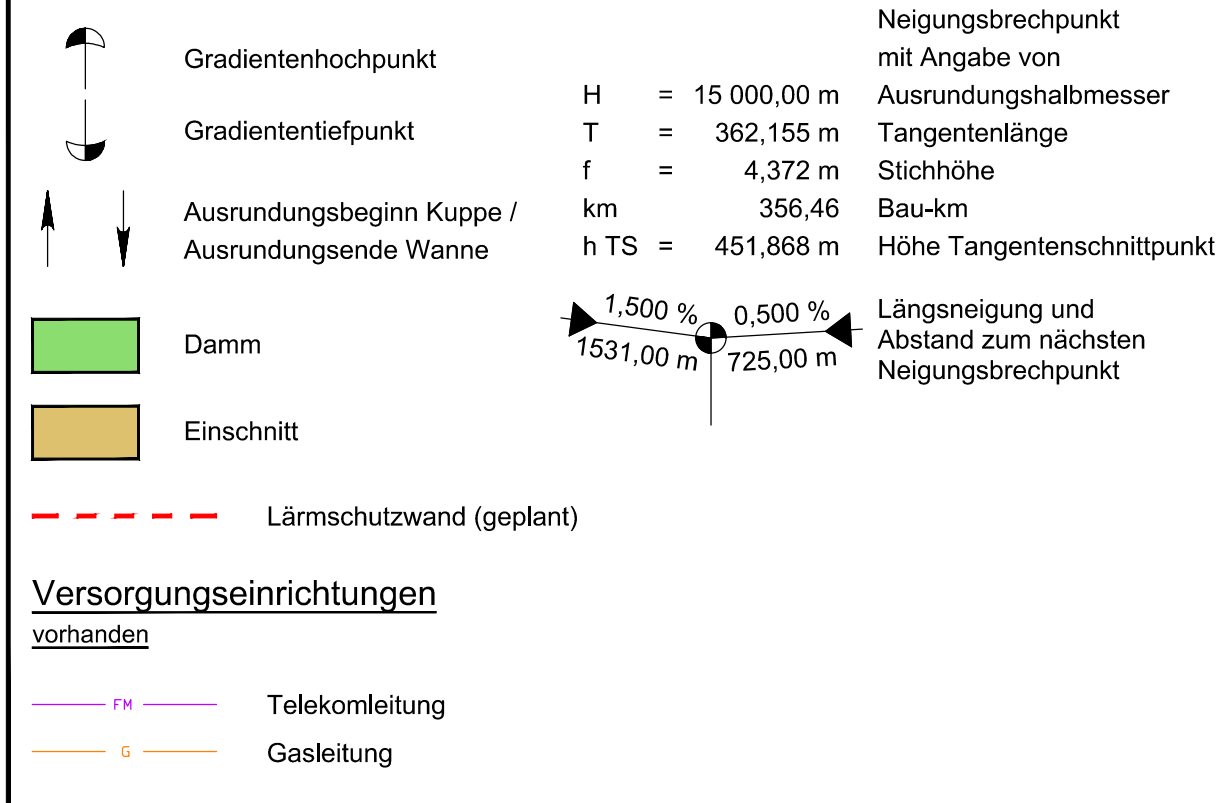 Gradientenhochpunkt
Gradiententiefpunkt
Ausrundungsbeginn Kuppe /
Ausrundungsende Wanne
Damm
Einschnitt
Lärmschutzwand (geplant)
Neigungsbrechpunkt
mit Angabe von
H = 15 000,00 m Ausrundungshalbmesser
T = 362,155 m Tangentenlänge
f = 4,372 m Stichhöhe
km 356,46 Bau-km
h TS = 451,868 m Höhe Tangentenschnittpunkt
1,500 % 0,500 %
1531,00 m 725,00 m
Längsneigung und
Abstand zum nächsten
Neigungsbrechpunkt
Versorgungseinrichtungen
vorhanden
FM Telekomleitung
G Gasleitung